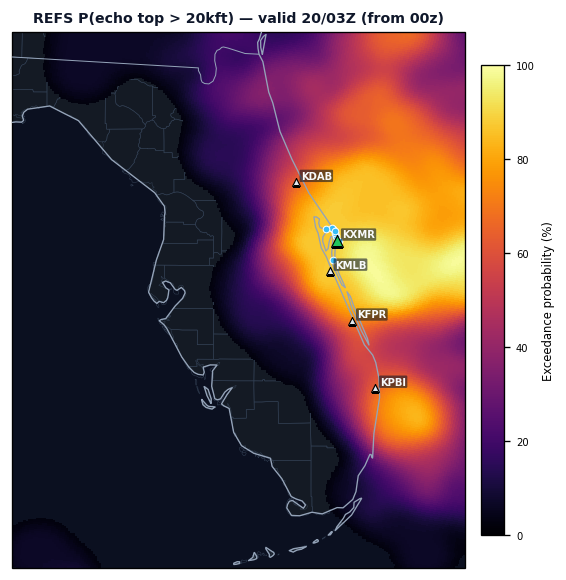 REFS P(echo top > 20kft) — valid 20/03Z (from 00z)
KDAB
KXMR
KMLB
KFPR
KPBI
100
80
60
40
20
0
Exceedance probability (%)